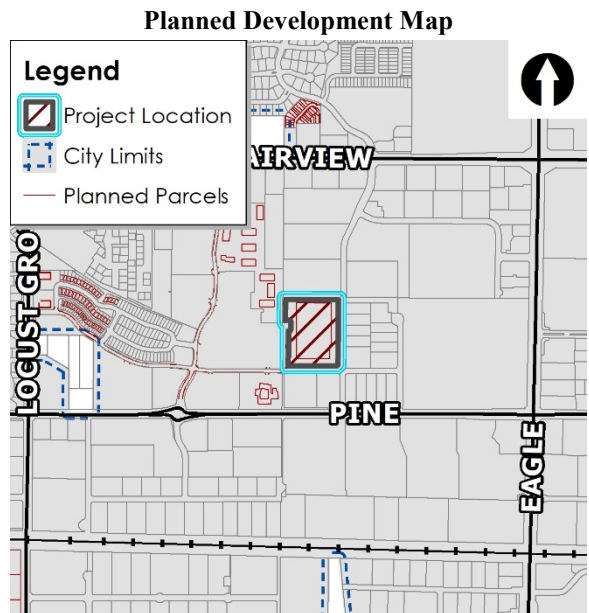 Planned Development Map
Legend
Project Location
City Limits
Planned Parcels
AIRVIEW
LOCUST GRO
PINE
EAGLE